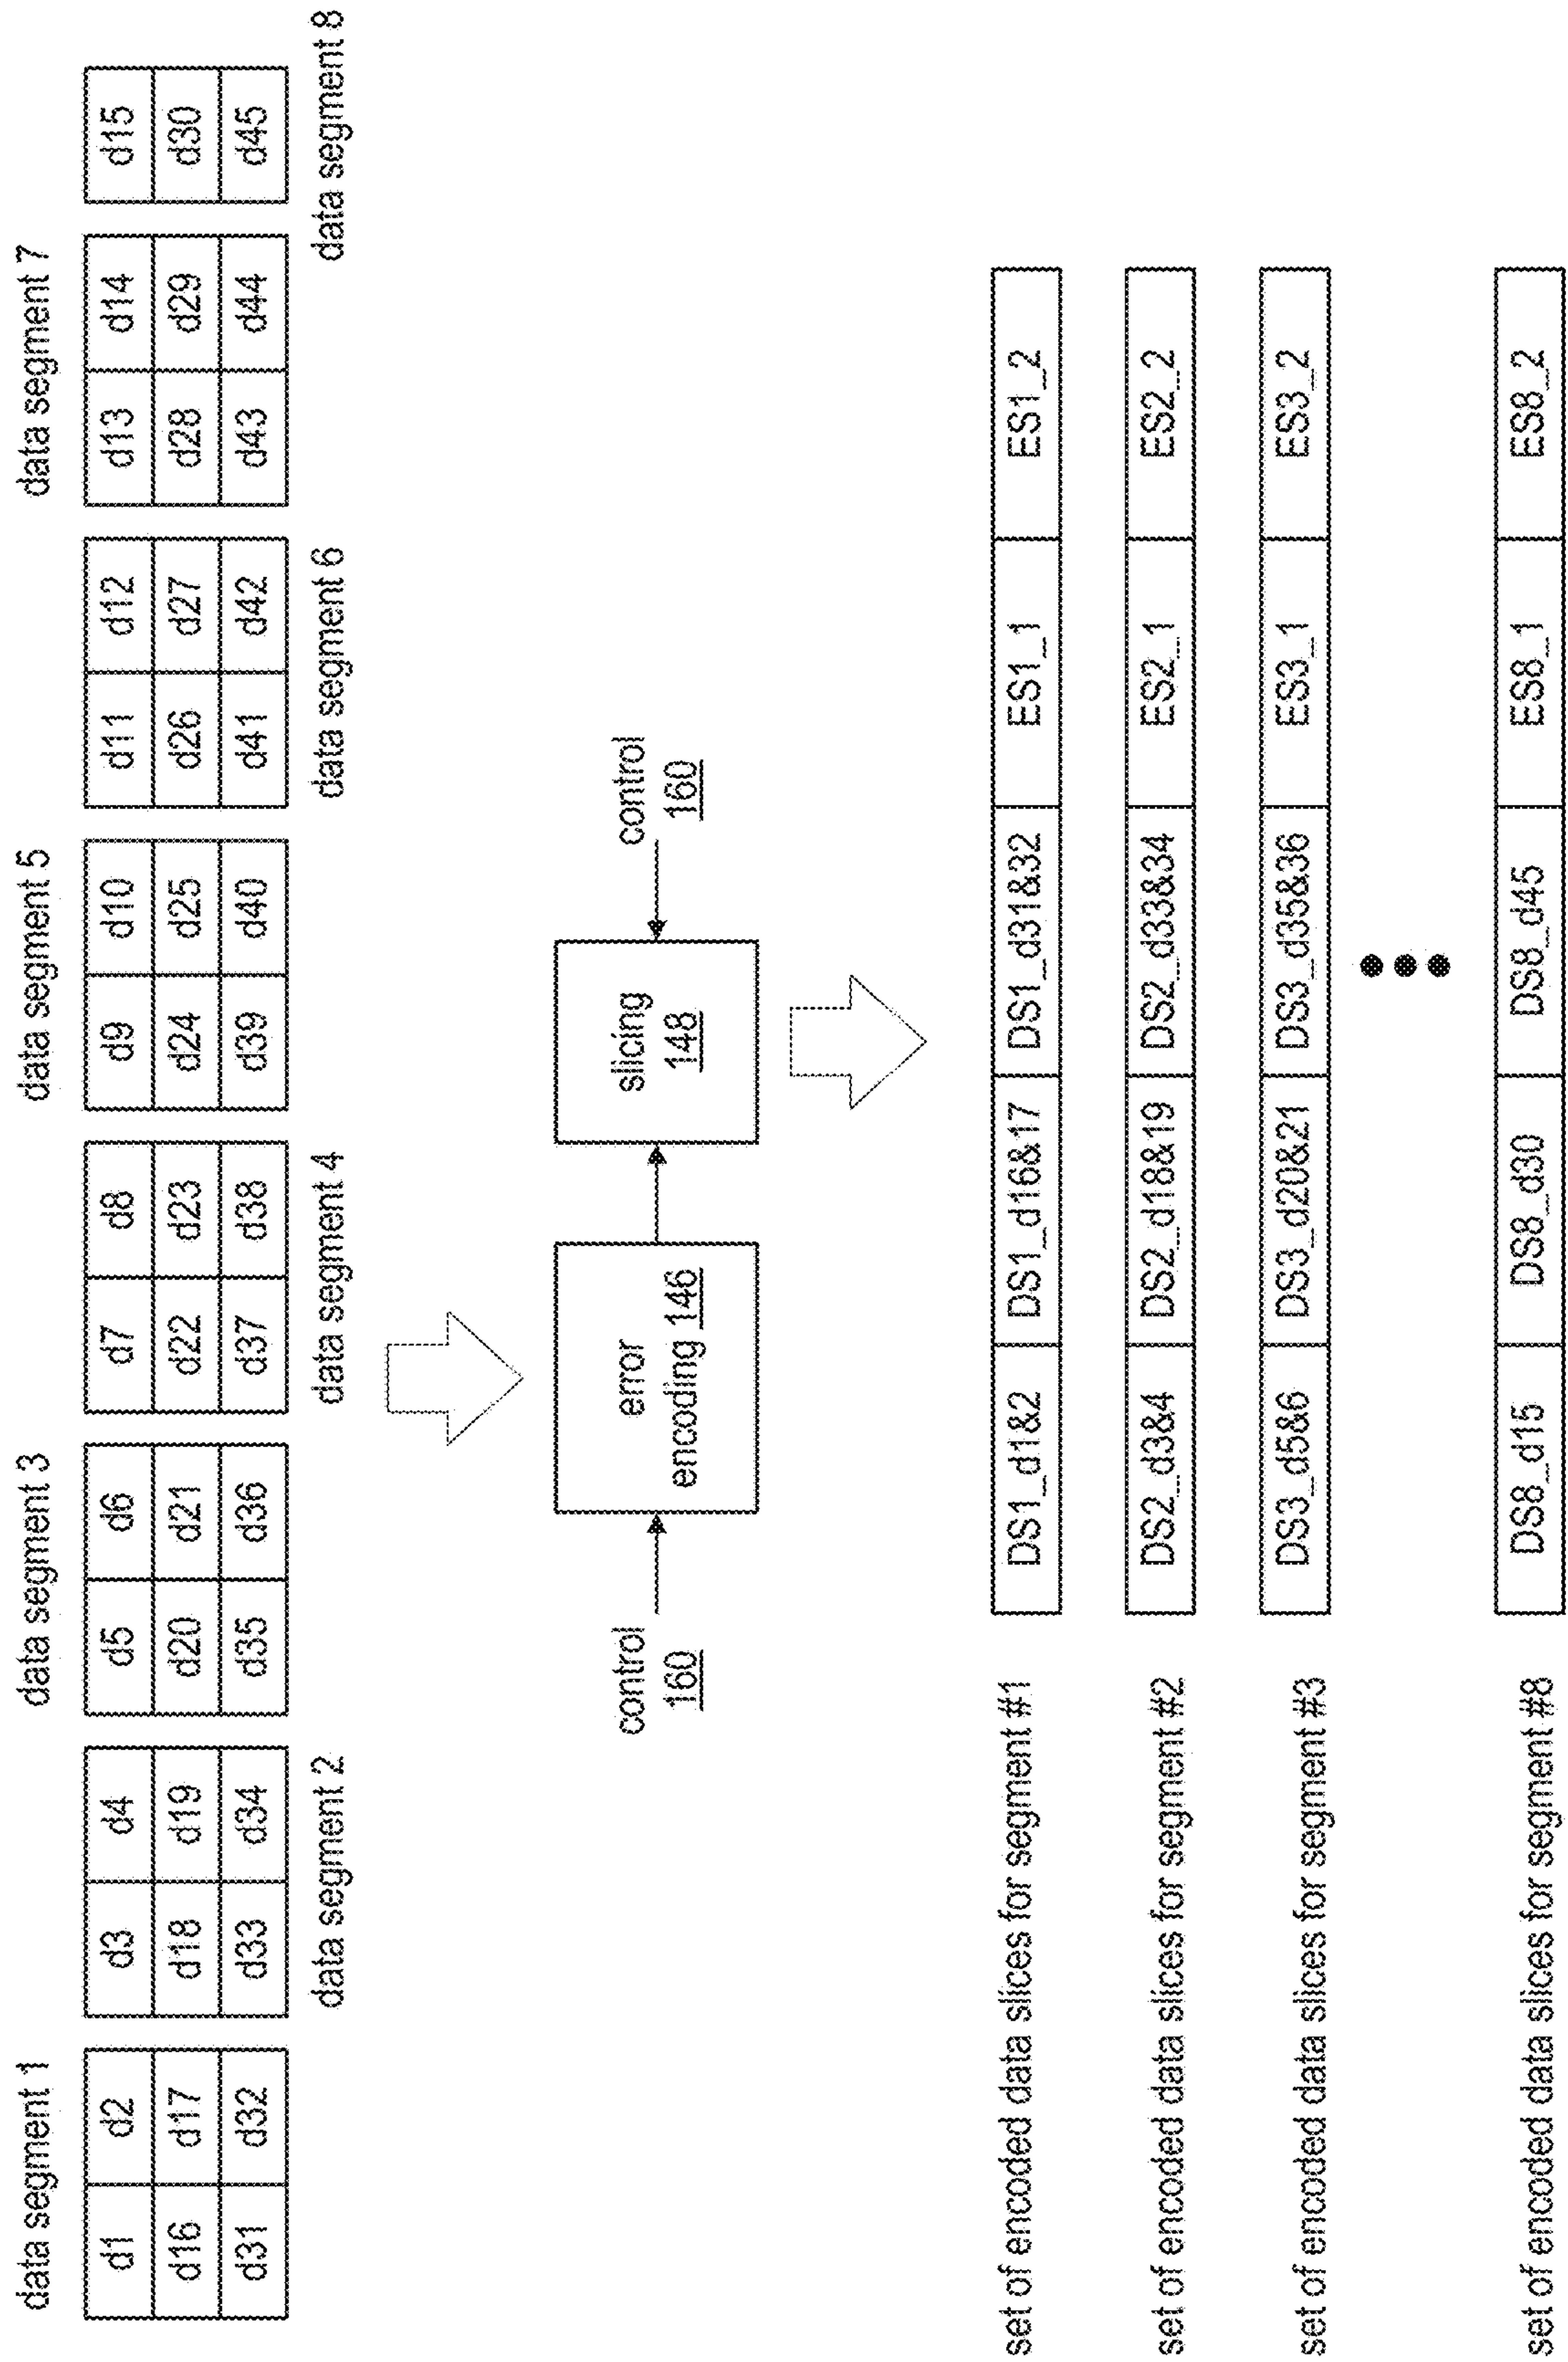 data segment 1
data segment 3
data segment 5
data segment 7
d1 d2 d3 d4 d5 d6 d7 d8 d9 d10 d11 d12 d13 d14 d15
d16 d17 d18 d19 d20 d21 d22 d23 d24 d25 d26 d27 d28 d29 d30
d31 d32 d33 d34 d35 d36 d37 d38 d39 d40 d41 d42 d43 d44 d45
data segment 2
data segment 4
data segment 6
data segment 8
control
160
error
encoding 146
slicing
148
control
160
set of encoded data slices for segment #1 DS1_d1&2 DS1_d16&17 DS1_d31&32 ES1_1 ES1_2
set of encoded data slices for segment #2 DS2_d3&4 DS2_d18&19 DS2_d33&34 ES2_1 ES2_2
set of encoded data slices for segment #3 DS3_d5&6 DS3_d20&21 DS3_d35&36 ES3_1 ES3_2
set of encoded data slices for segment #8 DS8_d15 DS8_d30 DS8_d45 ES8_1 ES8_2